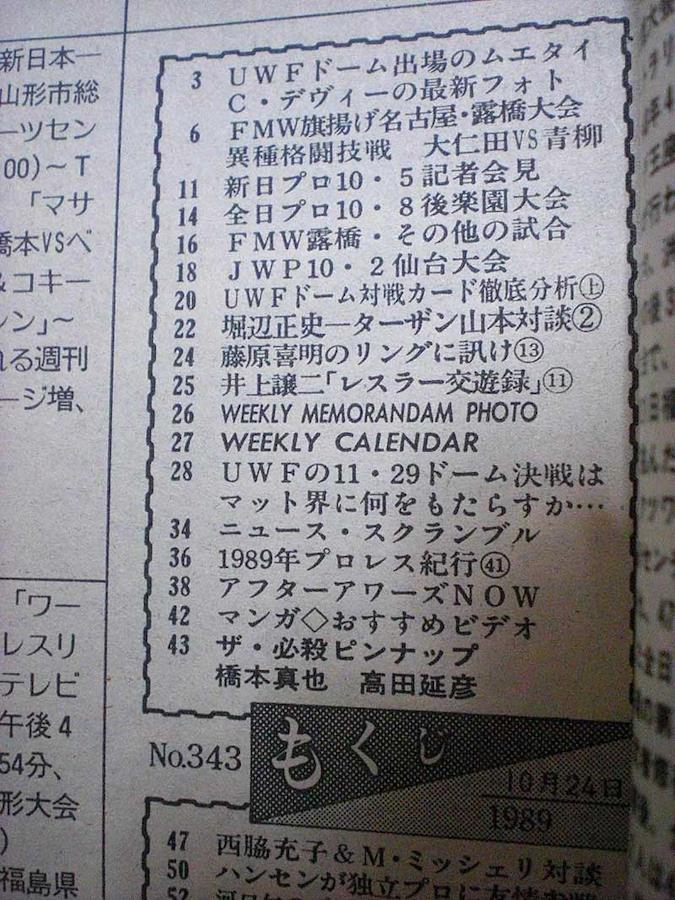 新日本一
山形市総
ーツセン
00)～T
「マサ
橋本VSベ
&コキー
ン」～
れる週刊
ージ増、
「ワー
レスリ
テレビ
午後4
54分、
形大会
)
福島県
3 UWFドーム出場のムエタイ
C・デヴィーの最新フォト
6 FMW旗揚げ名古屋・露橋大会
異種格闘技戦 大仁田VS青柳
11 新日プロ10・5記者会見
14 全日プロ10・8後楽園大会
16 FMW露橋・その他の試合
18 JWP10・2仙台大会
20 UWFドーム対戦カード徹底分析㊤
22 堀辺正史―ターザン山本対談②
24 藤原喜明のリングに訊け⑬
25 井上譲二「レスラー交遊録」⑪
26 WEEKLY MEMORANDAM PHOTO
27 WEEKLY CALENDAR
28 UWFの11・29ドーム決戦は
マット界に何をもたらすか…
34 ニュース・スクランブル
36 1989年プロレス紀行㊶
38 アフターアワーズNOW
42 マンガ◇おすすめビデオ
43 ザ・必殺ピンナップ
橋本真也 高田延彦
No.343 もくじ
10月24日
1989
47 西脇充子&M・ミッシェリ対談
50 ハンセンが独立プロに友情参戦
52